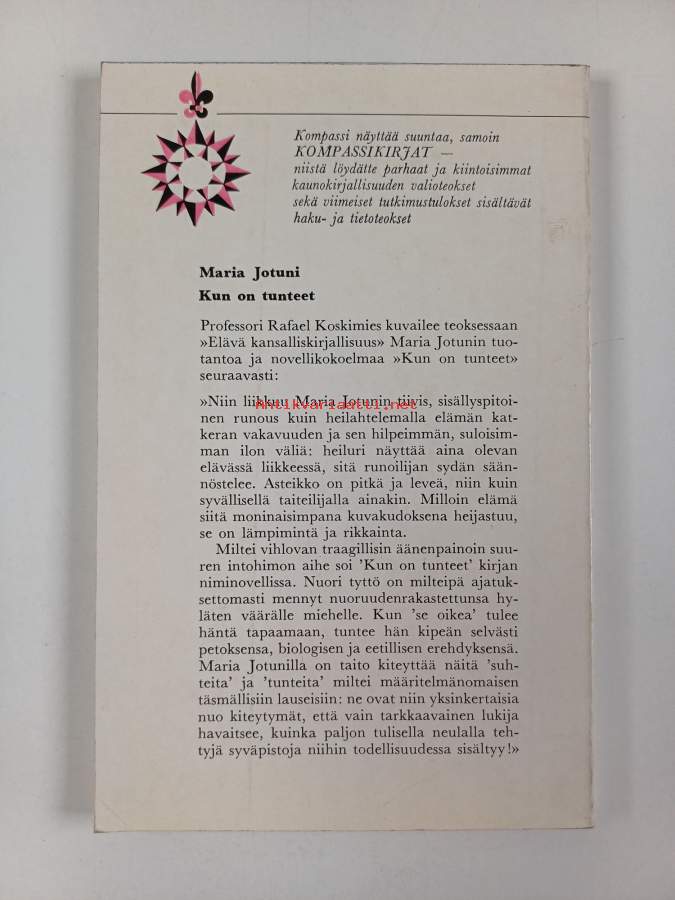 Kompassi näyttää suuntaa, samoin
KOMPASSIKIRJAT —
niistä löydätte parhaat ja kiintoisimmat
kaunokirjallisuuden valioteokset
sekä viimeiset tutkimustulokset sisältävät
haku- ja tietoteokset
Maria Jotuni
Kun on tunteet
Professori Rafael Koskimies kuvailee teoksessaan
»Elävä kansalliskirjallisuus» Maria Jotunin tuo-
tantoa ja novellikokoelmaa »Kun on tunteet»
seuraavasti:
»Niin liikkuu Maria Jotunin tiivis, sisällyspitoi-
Antikvariaatti.net
nen runous kuin heilahtelemalla elämän kat-
keran vakavuuden ja sen hilpeimmän, suloisim-
man ilon väliä: heiluri näyttää aina olevan
elävässä liikkeessä, sitä runoilijan sydän sään-
nöstelee. Asteikko on pitkä ja leveä, niin kuin
syvällisellä taiteilijalla ainakin. Milloin elämä
siitä moninaisimpana kuvakudoksena heijastuu,
se on lämpimintä ja rikkainta.
Miltei vihlovan traagillisin äänenpainoin suu-
ren intohimon aihe soi 'Kun on tunteet' kirjan
niminovellissa. Nuori tyttö on milteipä ajatuk-
settomasti mennyt nuoruudenrakastettunsa hy-
läten väärälle miehelle. Kun 'se oikea' tulee
häntä tapaamaan, tuntee hän kipeän selvästi
petoksensa, biologisen ja eetillisen erehdyksensä.
Maria Jotunilla on taito kiteyttää näitä 'suh-
teita' ja 'tunteita' miltei määritelmänomaisen
täsmällisiin lauseisiin: ne ovat niin yksinkertaisia
nuo kiteytymät, että vain tarkkaavainen lukija
havaitsee, kuinka paljon tulisella neulalla teh-
tyjä syväpistoja niihin todellisuudessa sisältyy!»